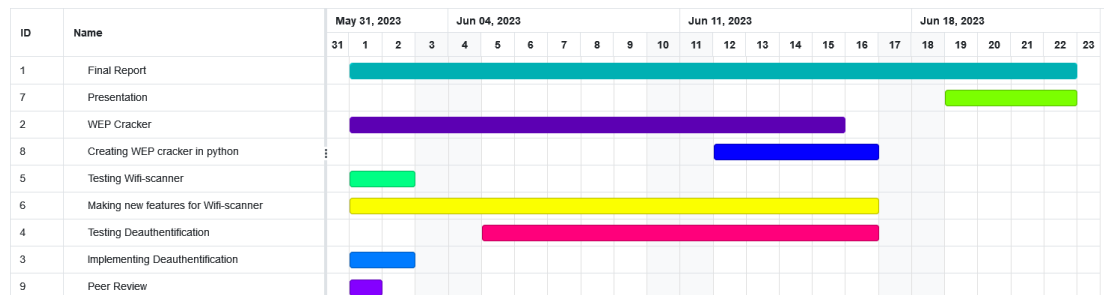 ID Name May 31, 2023 Jun 04, 2023 Jun 11, 2023 Jun 18, 2023
31 1 2 3 4 5 6 7 8 9 10 11 12 13 14 15 16 17 18 19 20 21 22 23
1 Final Report
7 Presentation
2 WEP Cracker
8 Creating WEP cracker in python
5 Testing Wifi-scanner
6 Making new features for Wifi-scanner
4 Testing Deauthentification
3 Implementing Deauthentification
9 Peer Review